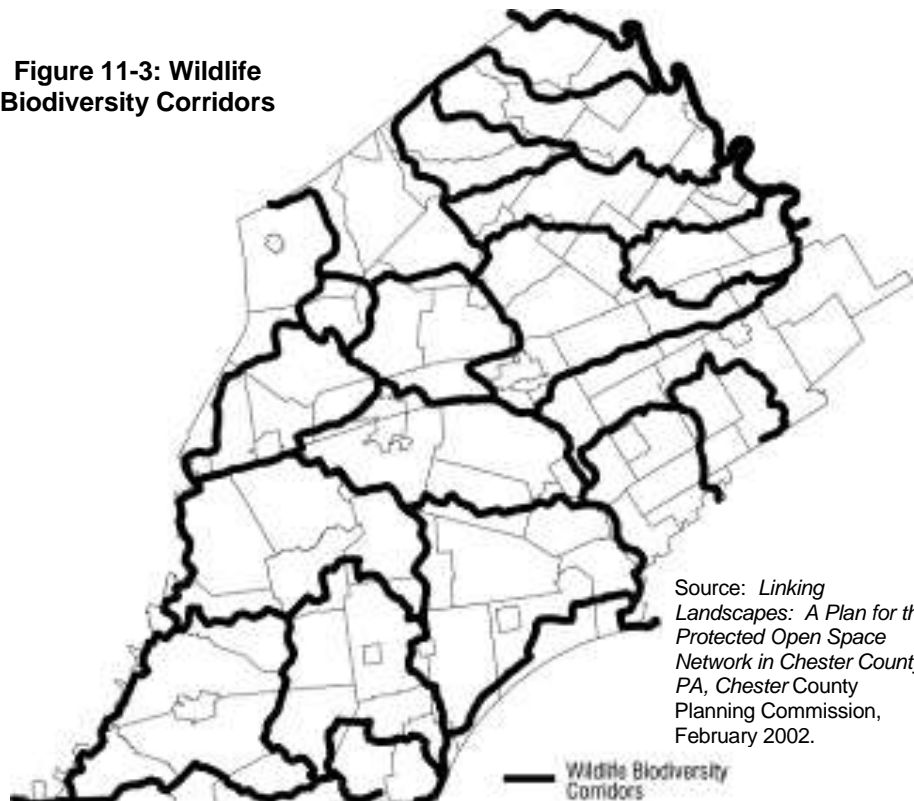 Figure 11-3: Wildlife
Biodiversity Corridors
Source: Linking
Landscapes: A Plan for th
Protected Open Space
Network in Chester County
PA, Chester County
Planning Commission,
February 2002.
Wildlife Biodiversity
Corridors